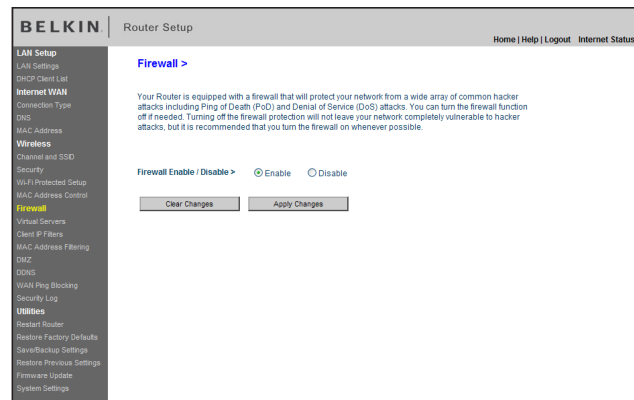 BELKIN.
Router Setup
Home | Help | Logout Internet Status
LAN Setup
LAN Settings
DHCP Client List
Internet WAN
Connection Type
DNS
MAC Address
Wireless
Channel and SSID
Security
Wi-Fi Protected Setup
MAC Address Control
Firewall
Virtual Servers
Client IP Filters
MAC Address Filtering
DMZ
DDNS
WAN Ping Blocking
Security Log
Utilities
Restart Router
Restore Factory Defaults
Save/Backup Settings
Restore Previous Settings
Firmware Update
System Settings
Firewall >
Your Router is equipped with a firewall that will protect your network from a wide array of common hacker
attacks including Ping of Death (PoD) and Denial of Service (DoS) attacks. You can turn the firewall function
off if needed. Turning off the firewall protection will not leave your network completely vulnerable to hacker
attacks, but it is recommended that you turn the firewall on whenever possible.
Firewall Enable / Disable > Enable Disable
Clear Changes Apply Changes